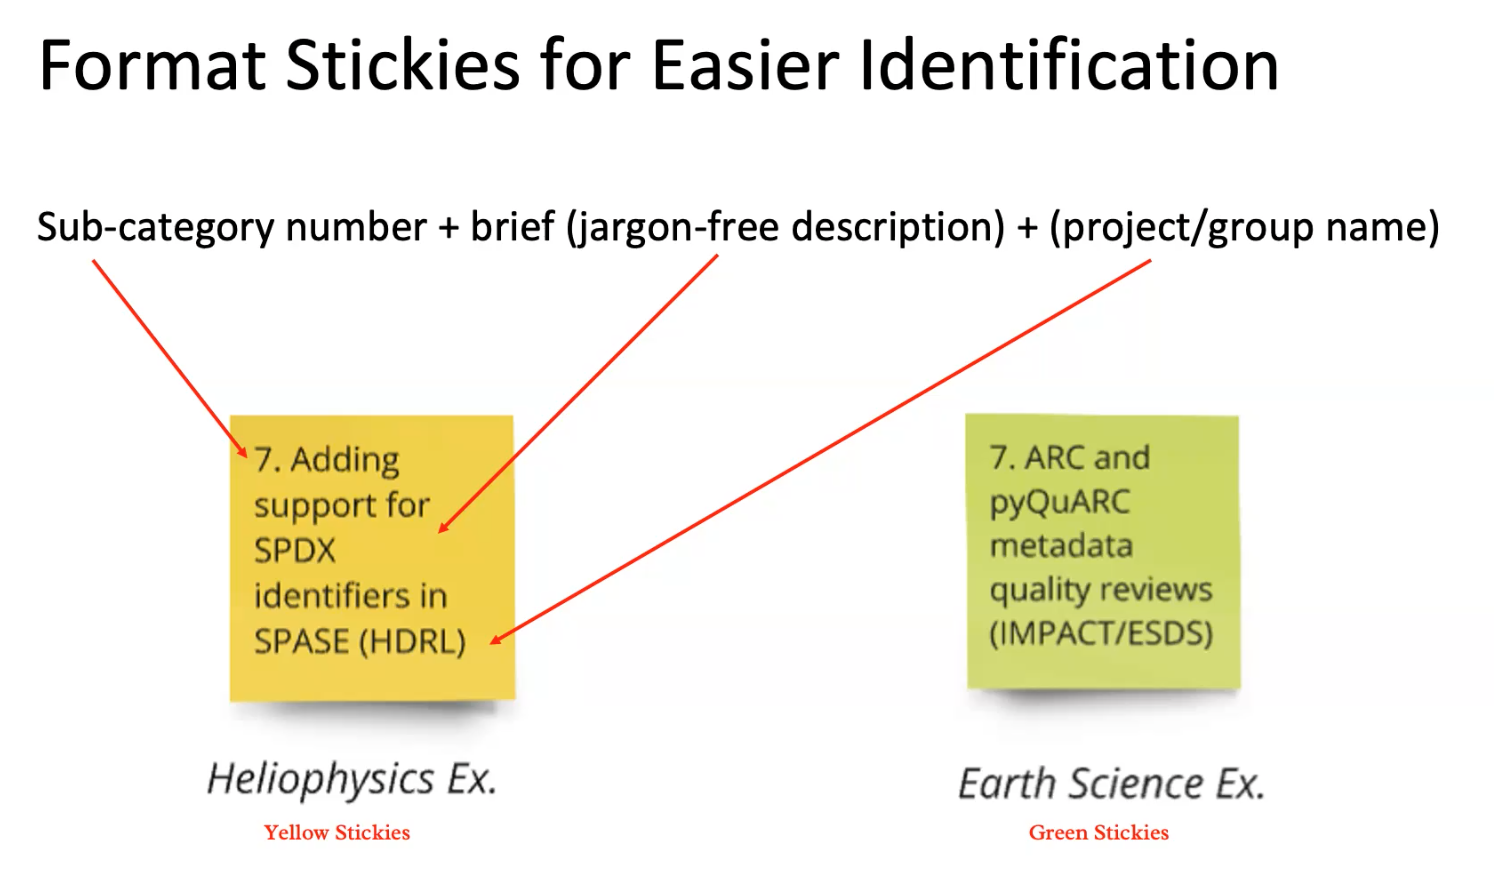 Format Stickies for Easier Identification
Sub-category number + brief (jargon-free description) + (project/group name)
7. Adding
support for
SPDX
identifiers in
SPASE (HDRL)
7. ARC and
pyQuARC
metadata
quality reviews
(IMPACT/ESDS)
Heliophysics Ex.
Earth Science Ex.
Yellow Stickies
Green Stickies